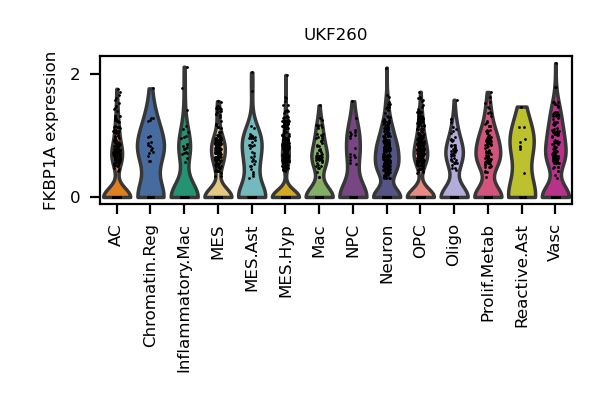 UKF260
FKBP1A expression
2
0
AC
Chromatin.Reg
Inflammatory.Mac
MES
MES.Ast
MES.Hyp
Mac
NPC
Neuron
OPC
Oligo
Prolif.Metab
Reactive.Ast
Vasc